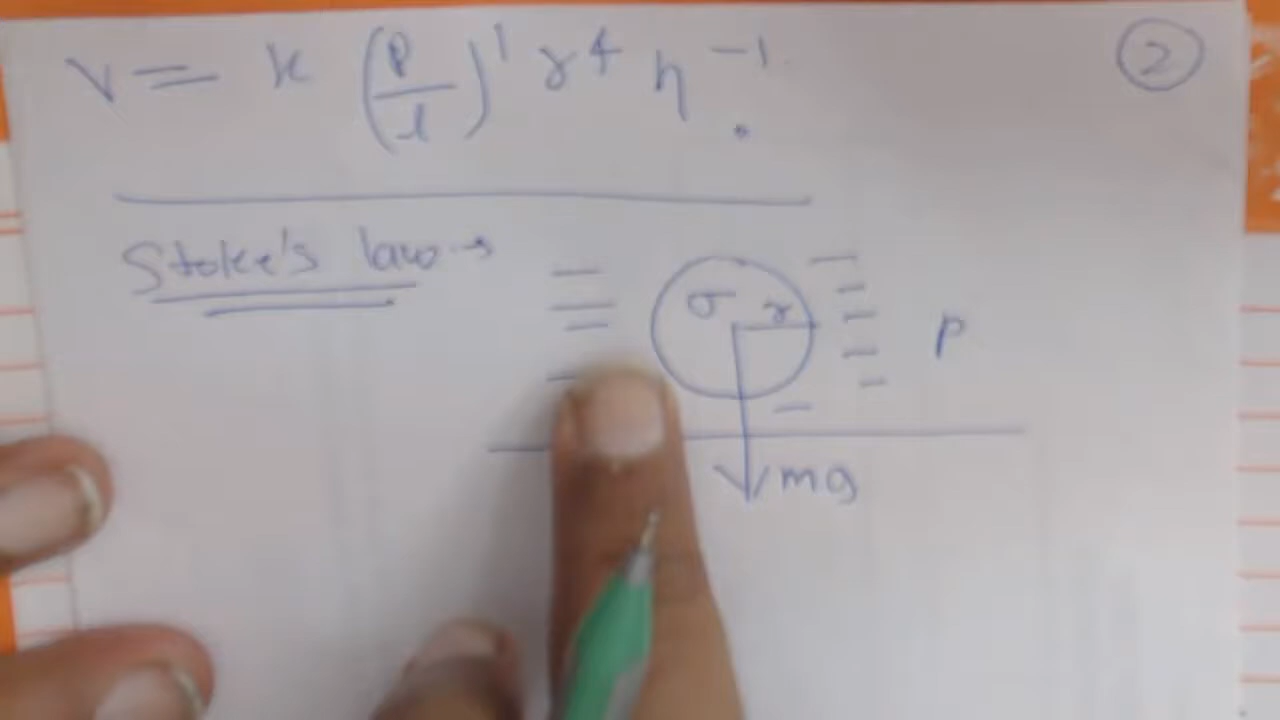 V = K (P/l)¹ r⁴ η⁻¹.
②
Stoke's law →
σ r
ρ
mg